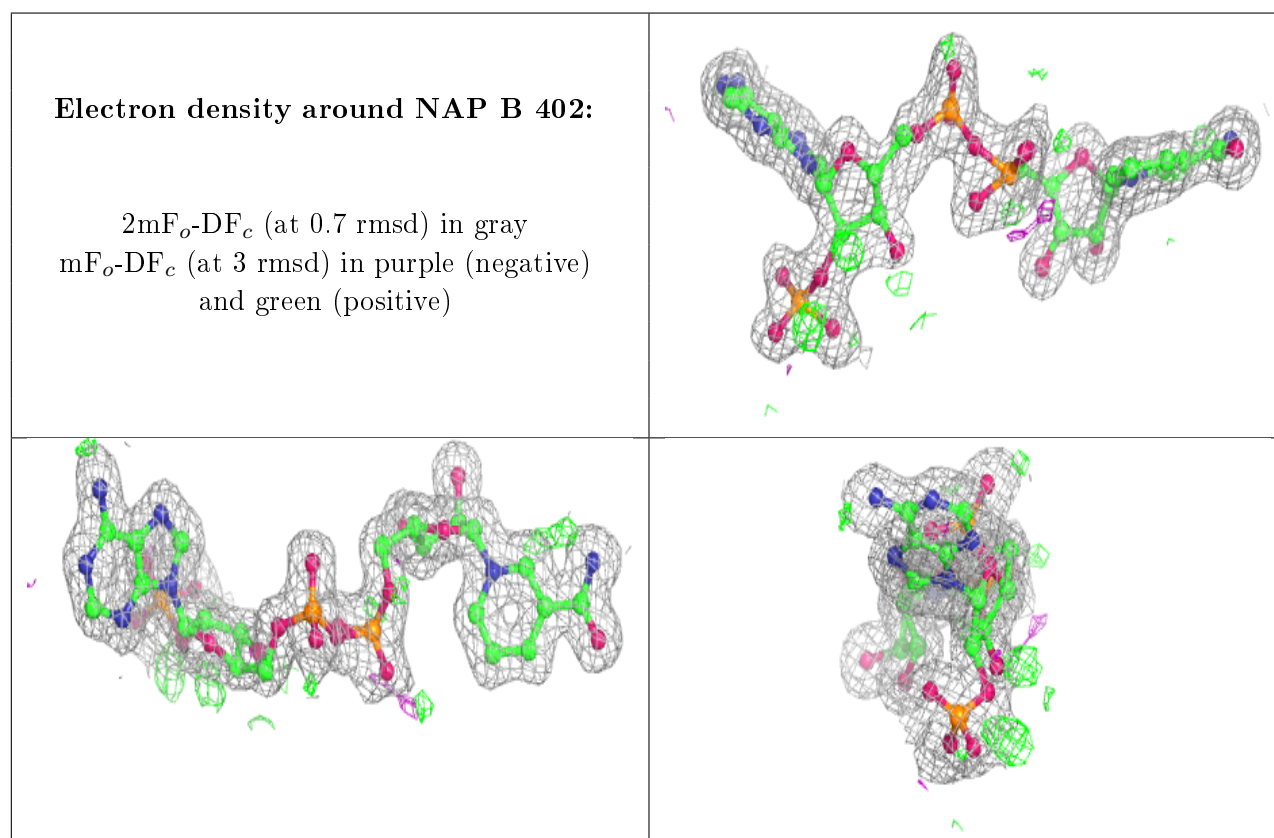 Electron density around NAP B 402:
2mFₒ-DF𝒸 (at 0.7 rmsd) in gray
mFₒ-DF𝒸 (at 3 rmsd) in purple (negative)
and green (positive)